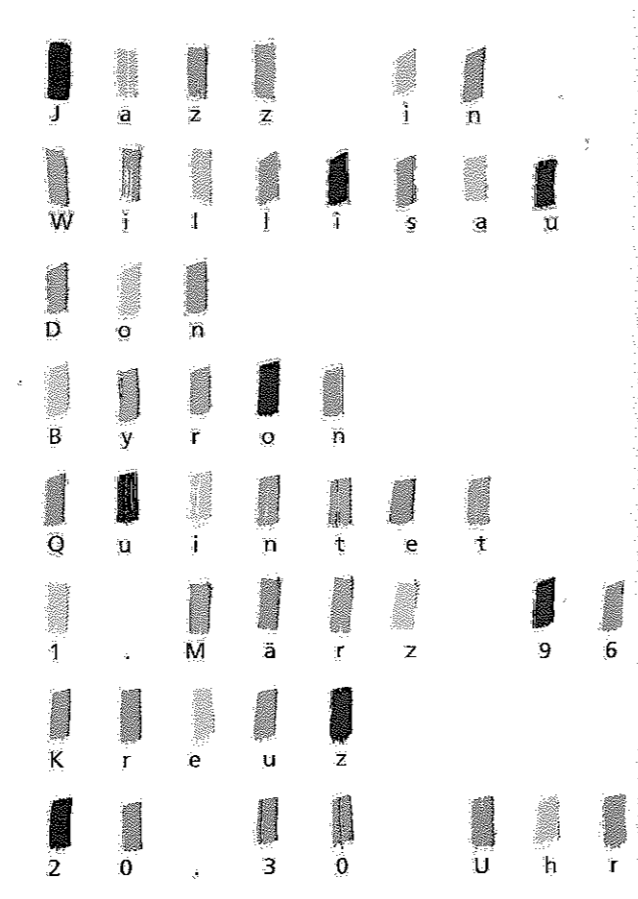 Jazz in
Willisau
Don
Byron
Quintet
1. März 96
Kreuz
20.30 Uhr